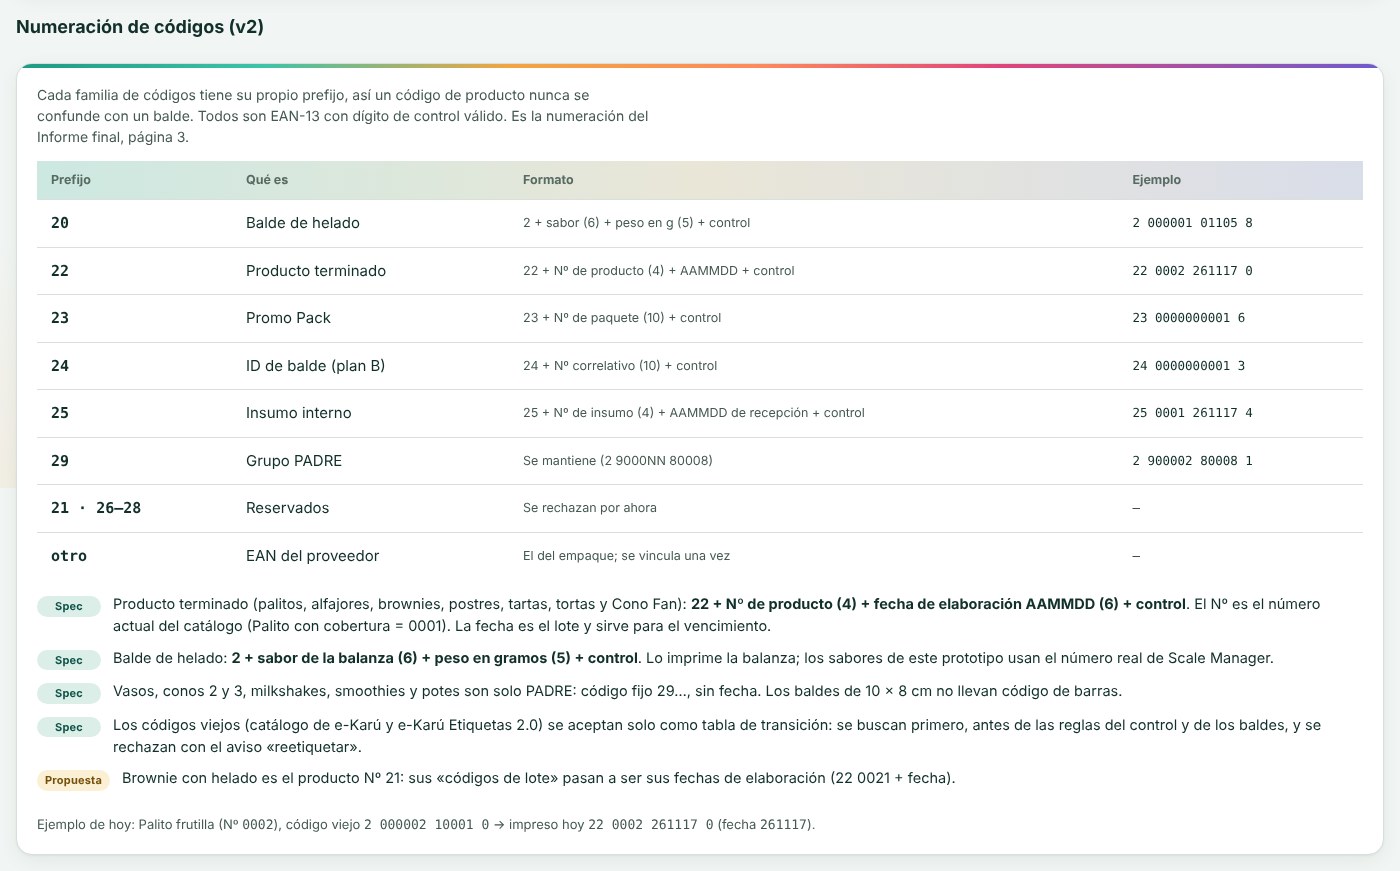 Numeración de códigos (v2)
Cada familia de códigos tiene su propio prefijo, así un código de producto nunca se
confunde con un balde. Todos son EAN-13 con dígito de control válido. Es la numeración del
Informe final, página 3.
Prefijo Qué es Formato Ejemplo
20 Balde de helado 2 + sabor (6) + peso en g (5) + control 2 000001 01105 8
22 Producto terminado 22 + Nº de producto (4) + AAMMDD + control 22 0002 261117 0
23 Promo Pack 23 + Nº de paquete (10) + control 23 0000000001 6
24 ID de balde (plan B) 24 + Nº correlativo (10) + control 24 0000000001 3
25 Insumo interno 25 + Nº de insumo (4) + AAMMDD de recepción + control 25 0001 261117 4
29 Grupo PADRE Se mantiene (2 9000NN 80008) 2 900002 80008 1
21 · 26–28 Reservados Se rechazan por ahora –
otro EAN del proveedor El del empaque; se vincula una vez –
Spec Producto terminado (palitos, alfajores, brownies, postres, tartas, tortas y Cono Fan): 22 + Nº de producto (4) + fecha de elaboración AAMMDD (6) + control. El Nº es el número
actual del catálogo (Palito con cobertura = 0001). La fecha es el lote y sirve para el vencimiento.
Spec Balde de helado: 2 + sabor de la balanza (6) + peso en gramos (5) + control. Lo imprime la balanza; los sabores de este prototipo usan el número real de Scale Manager.
Spec Vasos, conos 2 y 3, milkshakes, smoothies y potes son solo PADRE: código fijo 29…, sin fecha. Los baldes de 10 × 8 cm no llevan código de barras.
Spec Los códigos viejos (catálogo de e-Karú y e-Karú Etiquetas 2.0) se aceptan solo como tabla de transición: se buscan primero, antes de las reglas del control y de los baldes, y se
rechazan con el aviso «reetiquetar».
Propuesta Brownie con helado es el producto Nº 21: sus «códigos de lote» pasan a ser sus fechas de elaboración (22 0021 + fecha).
Ejemplo de hoy: Palito frutilla (Nº 0002), código viejo 2 000002 10001 0 → impreso hoy 22 0002 261117 0 (fecha 261117).